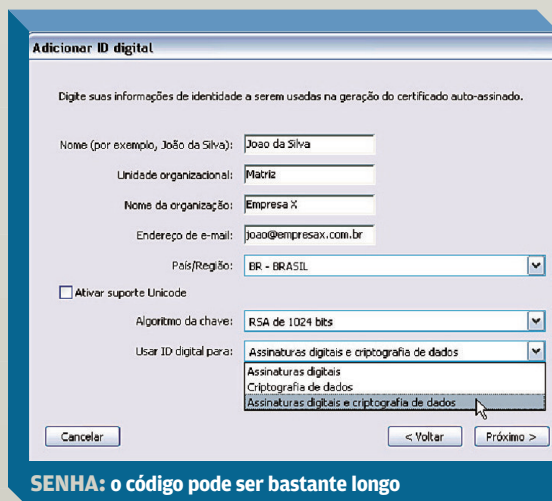 Adicionar ID digital
Digite suas informações de identidade a serem usadas na geração do certificado auto-assinado.
Nome (por exemplo, João da Silva): Joao da Silva
Unidade organizacional: Matriz
Nome da organização: Empresa X
Endereço de e-mail: joao@empresax.com.br
País/Região: BR - BRASIL
Ativar suporte Unicode
Algoritmo da chave: RSA de 1024 bits
Usar ID digital para: Assinaturas digitais e criptografia de dados
Assinaturas digitais
Criptografia de dados
Assinaturas digitais e criptografia de dados
Cancelar < Voltar Próximo >
SENHA: o código pode ser bastante longo